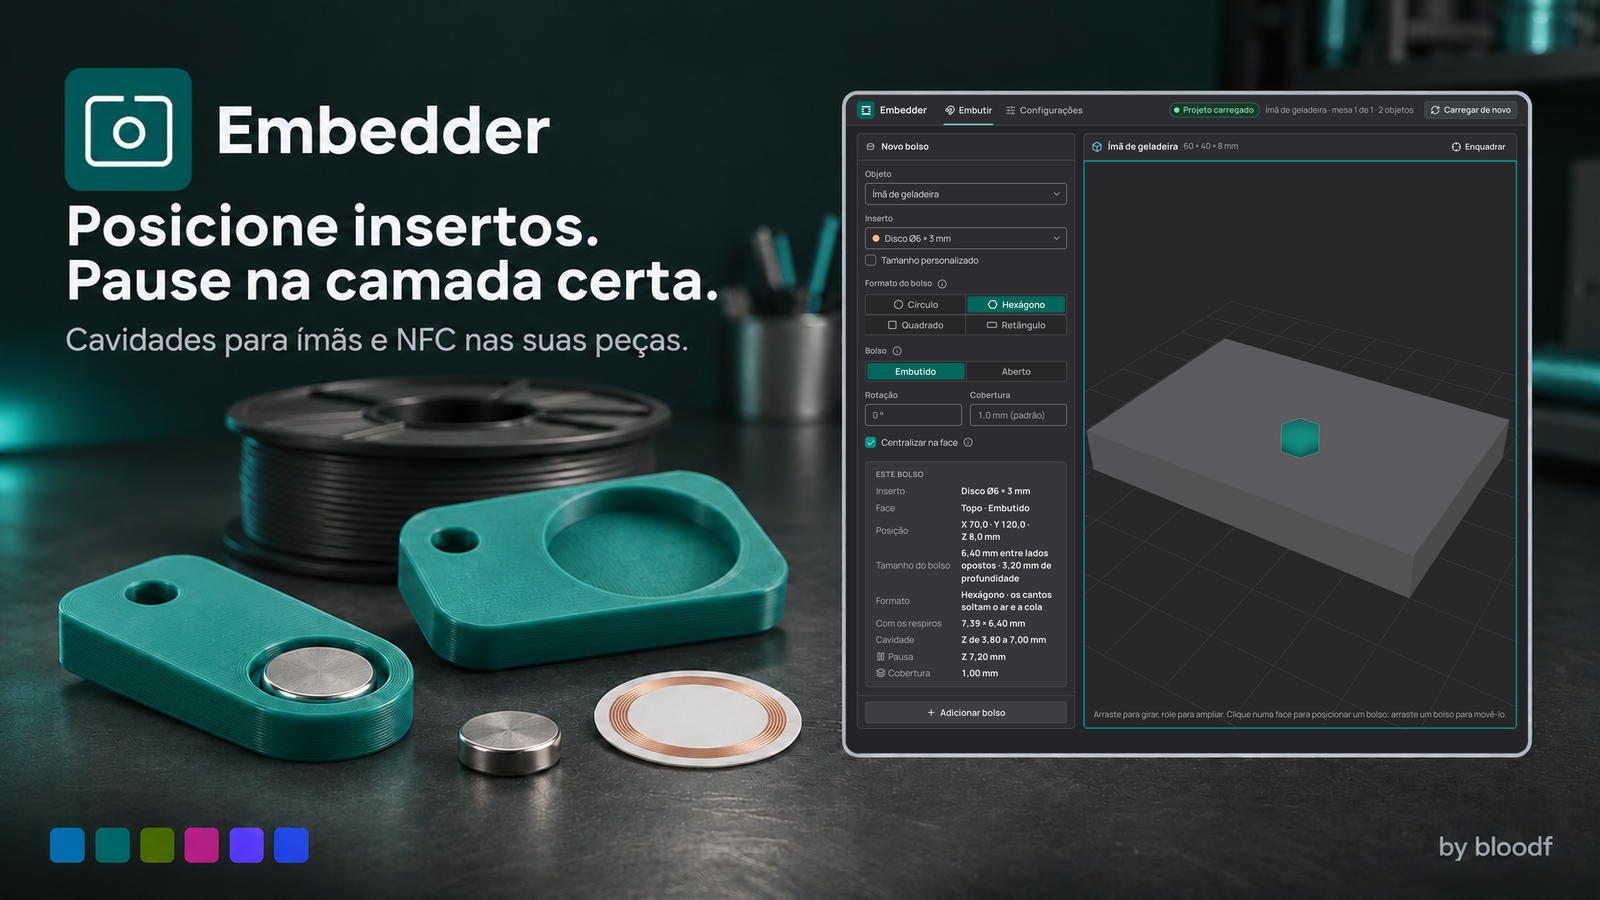 Embedder
Posicione insertos.
Pause na camada certa.
Cavidades para ímãs e NFC nas suas peças.
Embedder
Embutir
Configurações
Projeto carregado
Ímã de geladeira · mesa 1 de 1 · 2 objetos
Carregar de novo
Novo bolso
Objeto
Ímã de geladeira
Inserto
Disco Ø6 × 3 mm
Tamanho personalizado
Formato do bolso
Círculo
Hexágono
Quadrado
Retângulo
Bolso
Embutido
Aberto
Rotação
Cobertura
0 °
1,0 mm (padrão)
Centralizar na face
ESTE BOLSO
Inserto
Disco Ø6 × 3 mm
Face
Topo · Embutido
Posição
X 70,0 · Y 120,0 ·
Z 8,0 mm
Tamanho do bolso
6,40 mm entre lados
opostos · 3,20 mm de
profundidade
Formato
Hexágono · os cantos
soltam o ar e a cola
Com os respiros
7,39 × 6,40 mm
Cavidade
Z de 3,80 a 7,00 mm
Pausa
Z 7,20 mm
Cobertura
1,00 mm
+ Adicionar bolso
Ímã de geladeira
60 × 40 × 8 mm
Enquadrar
Arraste para girar, role para ampliar. Clique numa face para posicionar um bolso; arraste um bolso para movê-lo.
by bloodf